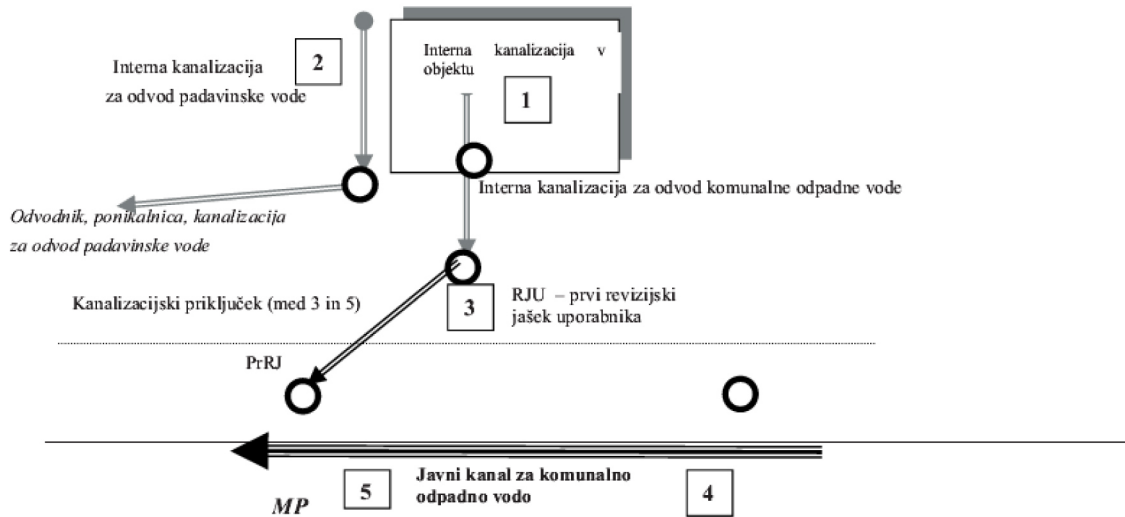 Interna kanalizacija v
objektu
1
2
Interna kanalizacija
za odvod padavinske vode
Interna kanalizacija za odvod komunalne odpadne vode
Odvodnik, ponikalnica, kanalizacija
za odvod padavinske vode
Kanalizacijski priključek (med 3 in 5)
3
RJU – prvi revizijski
jašek uporabnika
PrRJ
5
Javni kanal za komunalno
odpadno vodo
4
MP